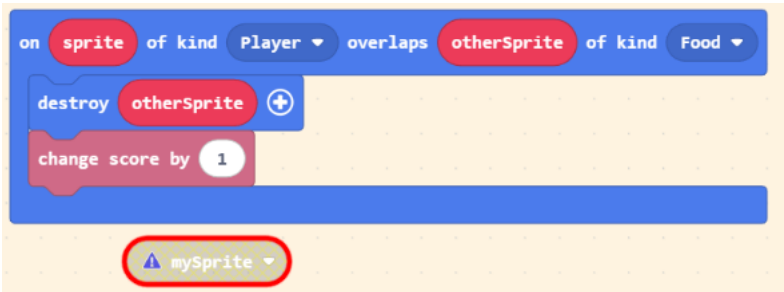 on sprite of kind Player overlaps otherSprite of kind Food
destroy otherSprite
change score by 1
mySprite